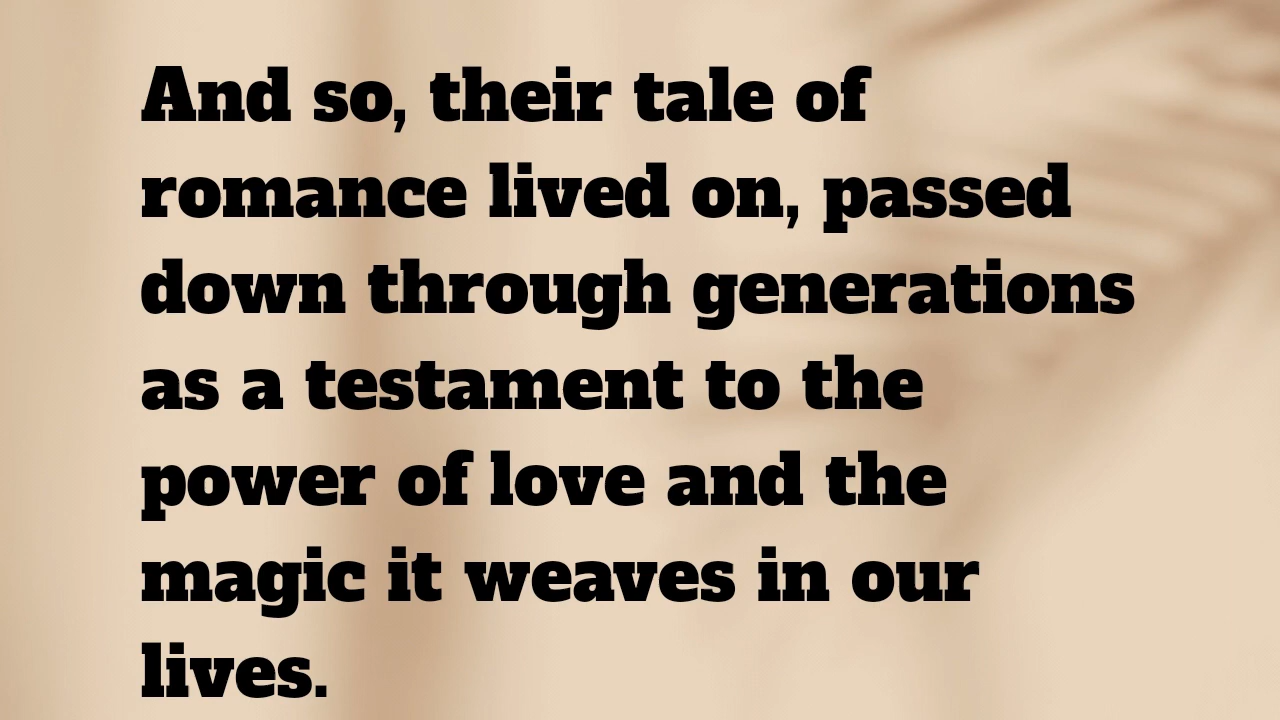 And so, their tale of
romance lived on, passed
down through generations
as a testament to the
power of love and the
magic it weaves in our
lives.